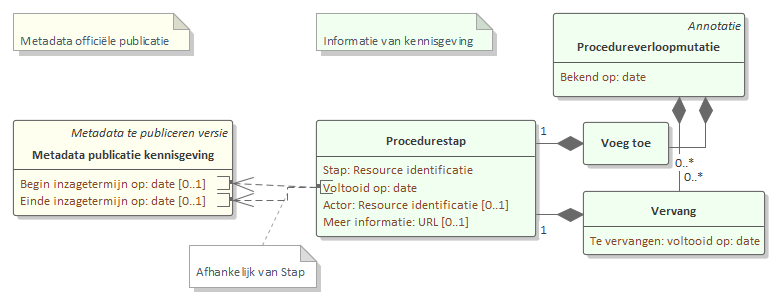 Metadata officiële publicatie
Informatie van kennisgeving
Annotatie
Procedureverloopmutatie
Bekend op: date
Metadata te publiceren versie
Metadata publicatie kennisgeving
Begin inzagetermijn op: date [0..1]
Einde inzagetermijn op: date [0..1]
Procedurestap
Stap: Resource identificatie
Voltooid op: date
Actor: Resource identificatie [0..1]
Meer informatie: URL [0..1]
1
Voeg toe
0..*
0..*
1
Vervang
Te vervangen: voltooid op: date
Afhankelijk van Stap